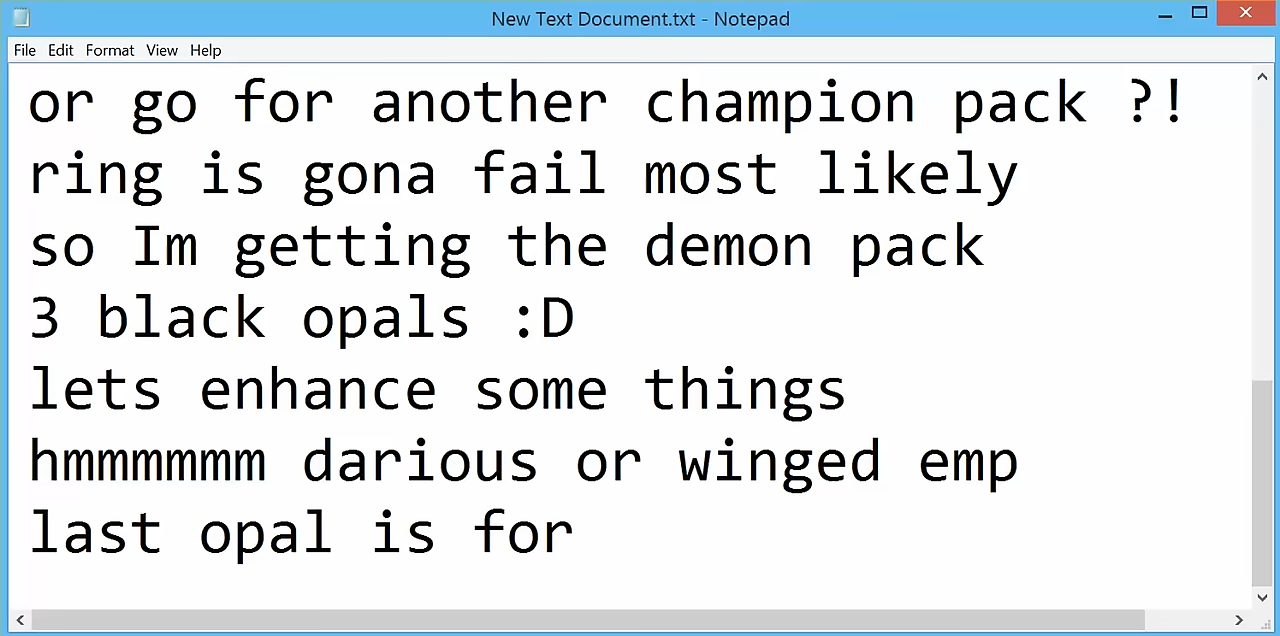 New Text Document.txt - Notepad
File Edit Format View Help
or go for another champion pack ?!
ring is gona fail most likely
so Im getting the demon pack
3 black opals :D
lets enhance some things
hmmmmmm darious or winged emp
last opal is for